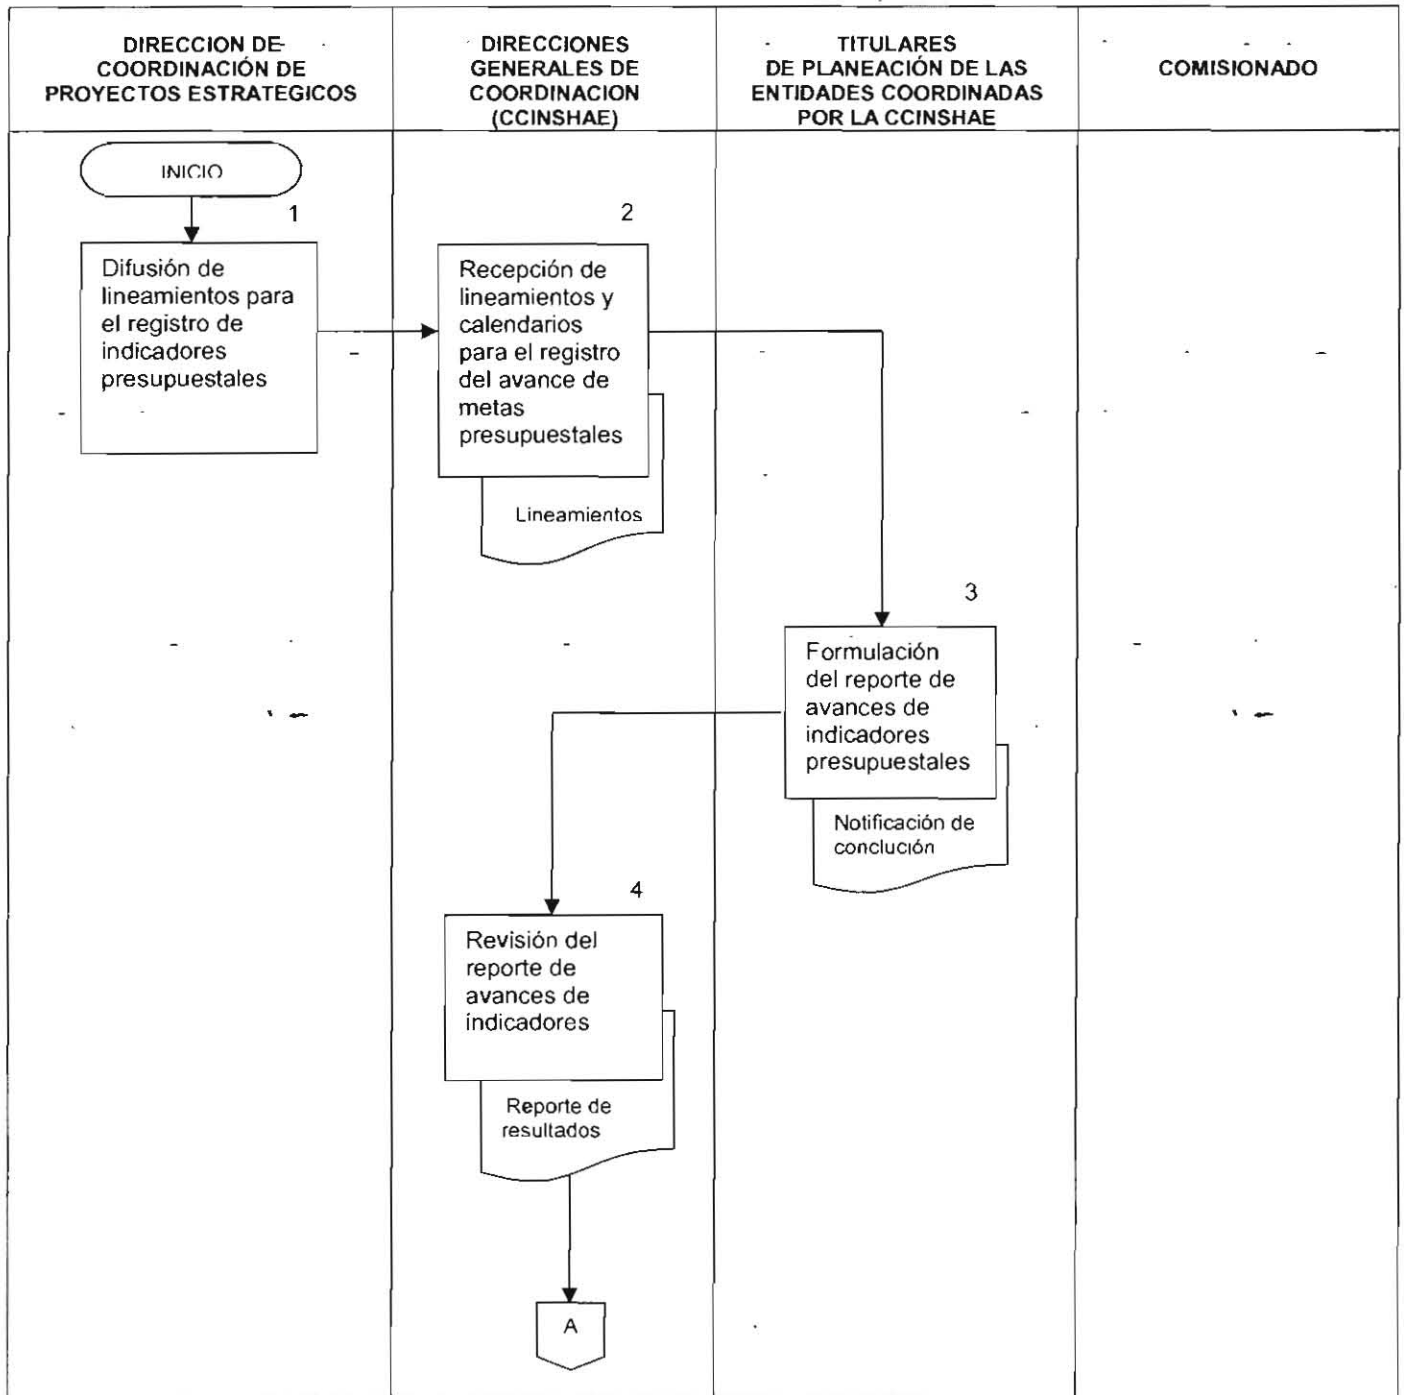 DIRECCION DE
COORDINACIÓN DE
PROYECTOS ESTRATEGICOS
DIRECCIONES
GENERALES DE
COORDINACION
(CCINSHAE)
TITULARES
DE PLANEACIÓN DE LAS
ENTIDADES COORDINADAS
POR LA CCINSHAE
COMISIONADO
INICIO
1
Difusión de
lineamientos para
el registro de
indicadores
presupuestales
2
Recepción de
lineamientos y
calendarios
para el registro
del avance de
metas
presupuestales
Lineamientos
3
Formulación
del reporte de
avances de
indicadores
presupuestales
Notificación de
conclución
4
Revisión del
reporte de
avances de
indicadores
Reporte de
resultados
A